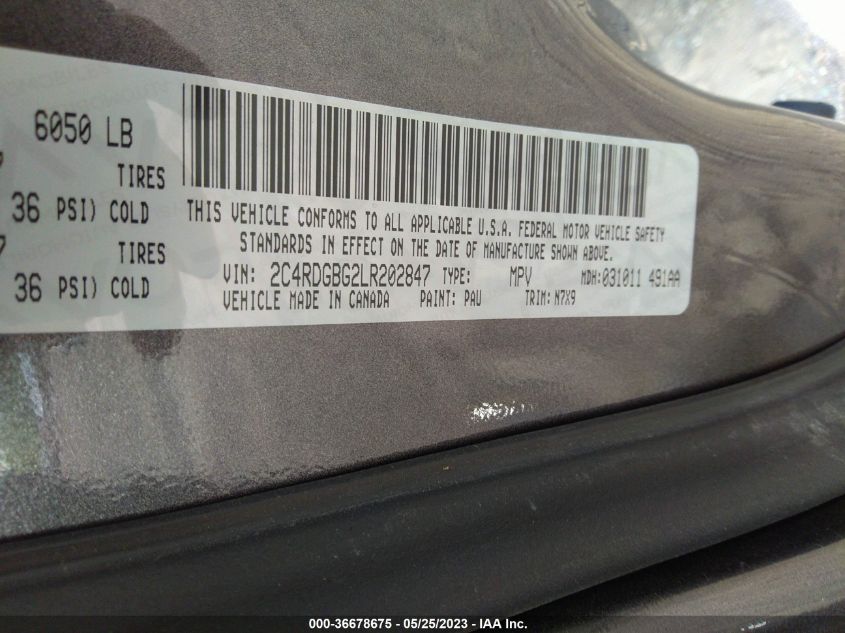 6050 LB
TIRES
36 PSI) COLD
7 TIRES
36 PSI) COLD
THIS VEHICLE CONFORMS TO ALL APPLICABLE U.S.A. FEDERAL MOTOR VEHICLE SAFETY
STANDARDS IN EFFECT ON THE DATE OF MANUFACTURE SHOWN ABOVE.
VIN: 2C4RDGBG2LR202847 TYPE: MPV MDH: 031011 491AA
VEHICLE MADE IN CANADA PAINT: PAU TRIM: N7X9
000-36678675 — 05/25/2023 — IAA Inc.